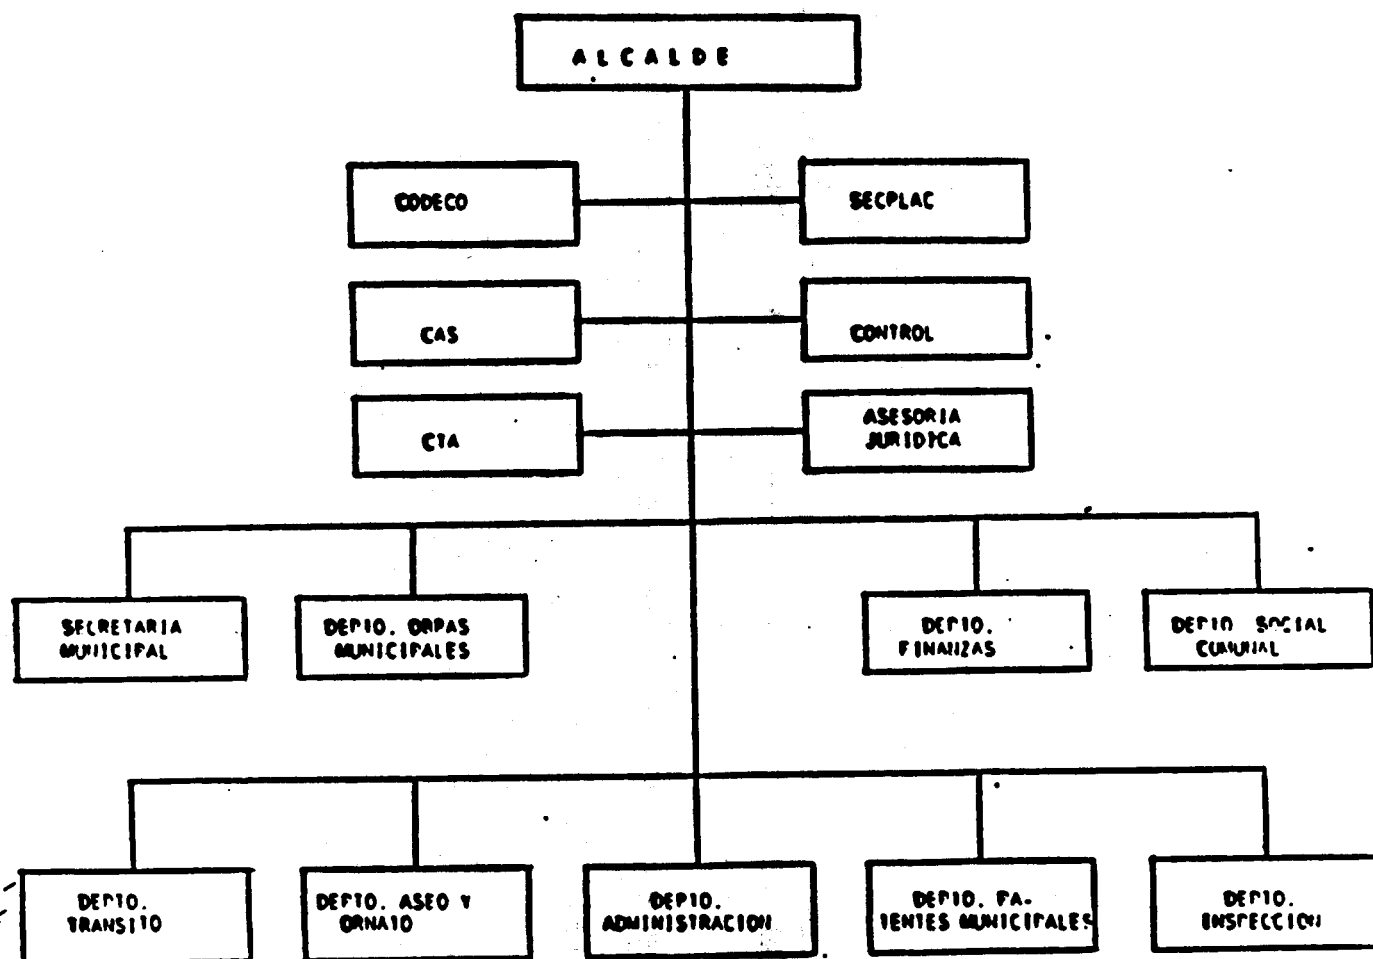 ALCALDE
CODECO
SECPLAC
CAS
CONTROL
CTA
ASESORIA
JURIDICA
SECRETARIA
MUNICIPAL
DEPTO. OBRAS
MUNICIPALES
DEPTO.
FINANZAS
DEPTO SOCIAL
COMUNAL
DEPTO.
TRANSITO
DEPTO. ASEO Y
ORNATO
DEPTO.
ADMINISTRACION
DEPTO. PA-
TENTES MUNICIPALES
DEPTO.
INSPECCION